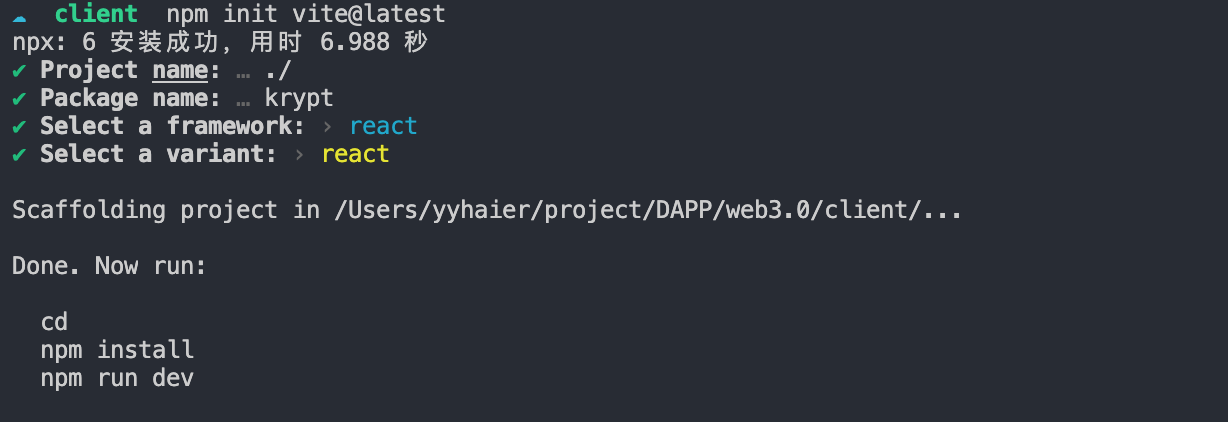 client npm init vite@latest
npx: 6 安装成功，用时 6.988 秒
✔ Project name: … ./
✔ Package name: … krypt
✔ Select a framework: › react
✔ Select a variant: › react
Scaffolding project in /Users/yyhaier/project/DAPP/web3.0/client/...
Done. Now run:
cd
npm install
npm run dev